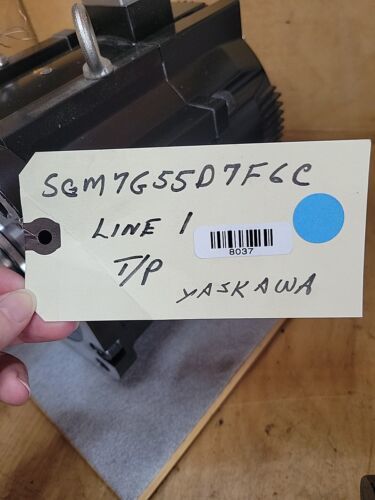 SGM7G55D7F6C
LINE 1
8037
T/P
YASKAWA